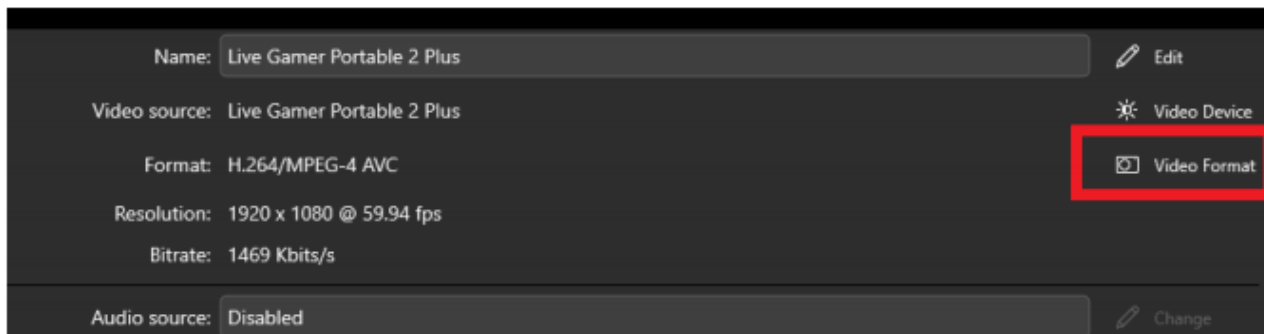 Name: Live Gamer Portable 2 Plus Edit
Video source: Live Gamer Portable 2 Plus Video Device
Format: H.264/MPEG-4 AVC Video Format
Resolution: 1920 x 1080 @ 59.94 fps
Bitrate: 1469 Kbits/s
Audio source: Disabled Change